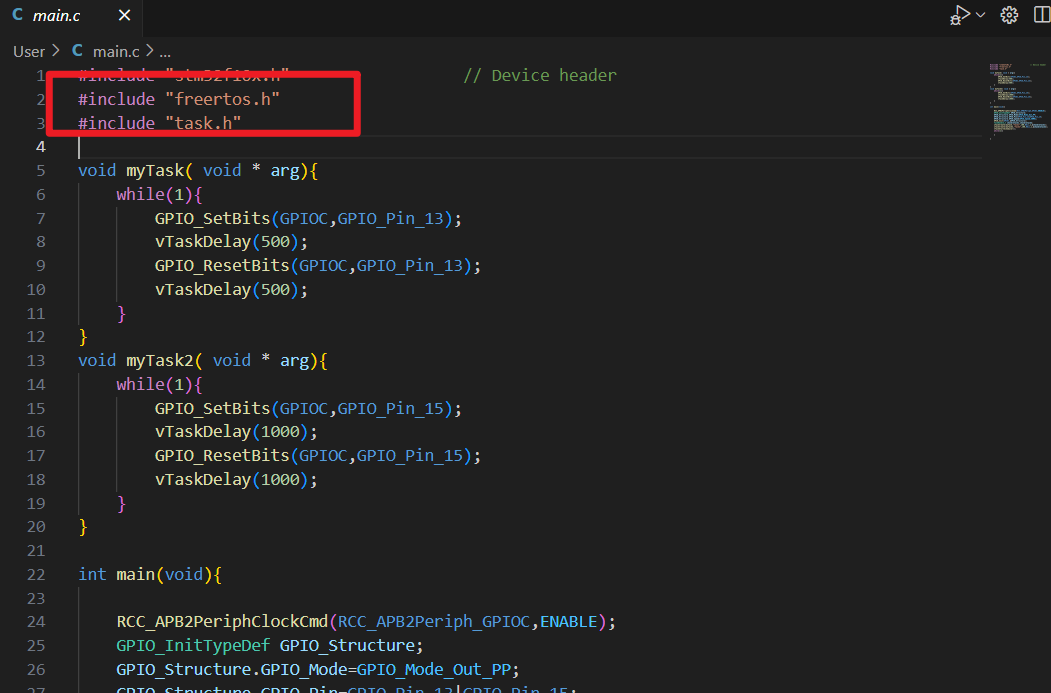 C main.c ×
User > C main.c > ...
1 #include "stm32f10x.h" // Device header
2 #include "freertos.h"
3 #include "task.h"
4
5 void myTask( void * arg){
6 while(1){
7 GPIO_SetBits(GPIOC,GPIO_Pin_13);
8 vTaskDelay(500);
9 GPIO_ResetBits(GPIOC,GPIO_Pin_13);
10 vTaskDelay(500);
11 }
12 }
13 void myTask2( void * arg){
14 while(1){
15 GPIO_SetBits(GPIOC,GPIO_Pin_15);
16 vTaskDelay(1000);
17 GPIO_ResetBits(GPIOC,GPIO_Pin_15);
18 vTaskDelay(1000);
19 }
20 }
21
22 int main(void){
23
24 RCC_APB2PeriphClockCmd(RCC_APB2Periph_GPIOC,ENABLE);
25 GPIO_InitTypeDef GPIO_Structure;
26 GPIO_Structure.GPIO_Mode=GPIO_Mode_Out_PP;
27 GPIO_Structure.GPIO_Pin=GPIO_Pin_13|GPIO_Pin_15;